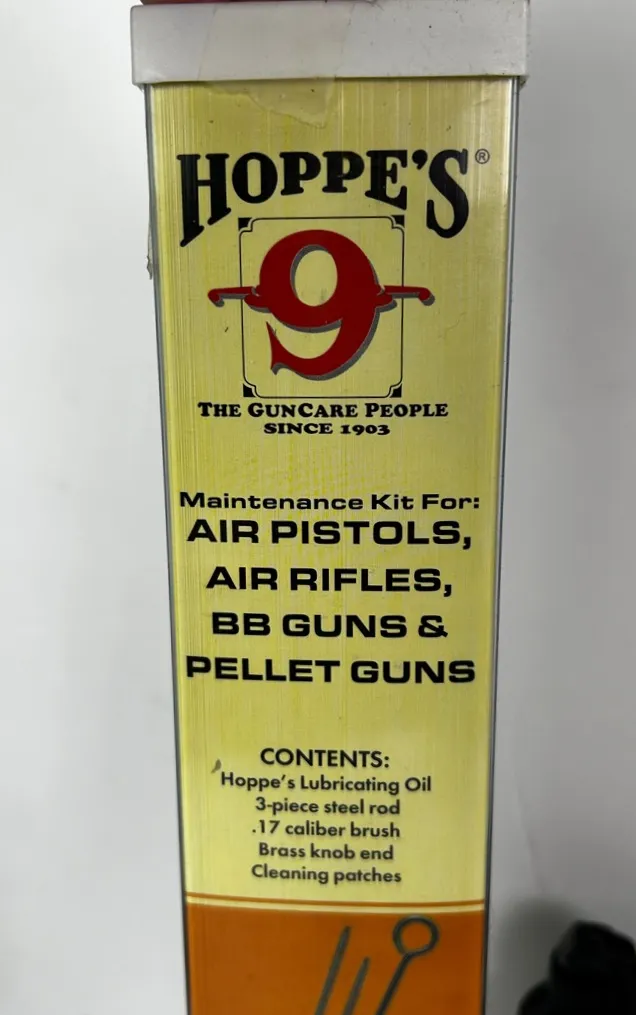 HOPPE'S®
9
THE GUNCARE PEOPLE
SINCE 1903
Maintenance Kit For:
AIR PISTOLS,
AIR RIFLES,
BB GUNS &
PELLET GUNS
CONTENTS:
Hoppe's Lubricating Oil
3-piece steel rod
.17 caliber brush
Brass knob end
Cleaning patches